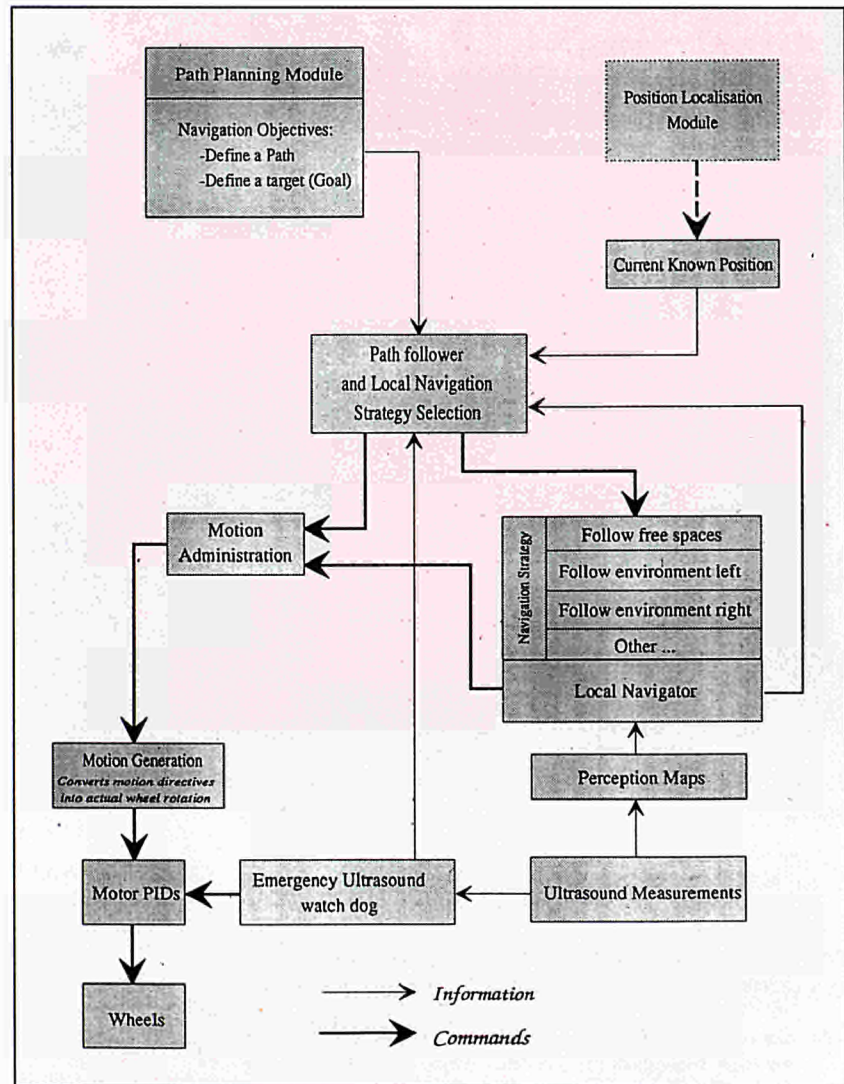 Path Planning Module
Navigation Objectives:
-Define a Path
-Define a target (Goal)
Position Localisation
Module
Current Known Position
Path follower
and Local Navigation
Strategy Selection
Motion
Administration
Navigation Strategy
Follow free spaces
Follow environment left
Follow environment right
Other ...
Local Navigator
Motion Generation
Converts motion directives
into actual wheel rotation
Perception Maps
Motor PIDs
Emergency Ultrasound
watch dog
Ultrasound Measurements
Wheels
Information
Commands